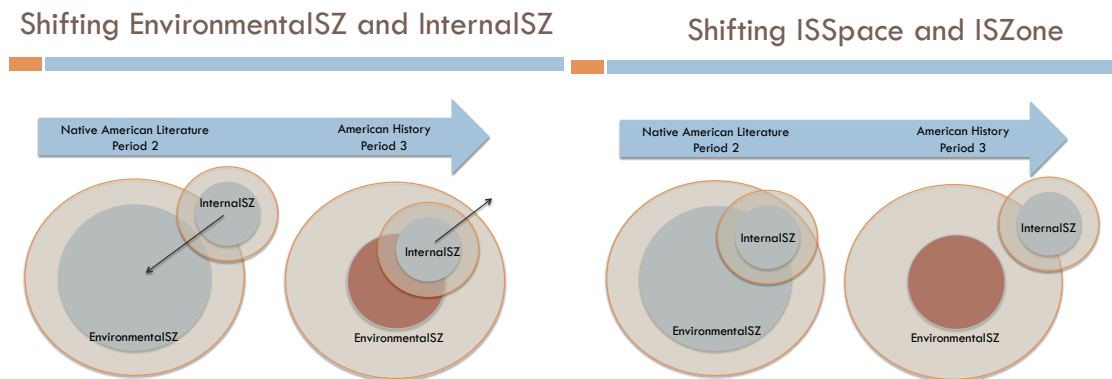 Shifting EnvironmentalSZ and InternalSZ
Native American Literature
Period 2
American History
Period 3
InternalSZ
EnvironmentalSZ
InternalSZ
EnvironmentalSZ
Shifting ISSpace and ISZone
Native American Literature
Period 2
American History
Period 3
InternalSZ
EnvironmentalSZ
InternalSZ
EnvironmentalSZ